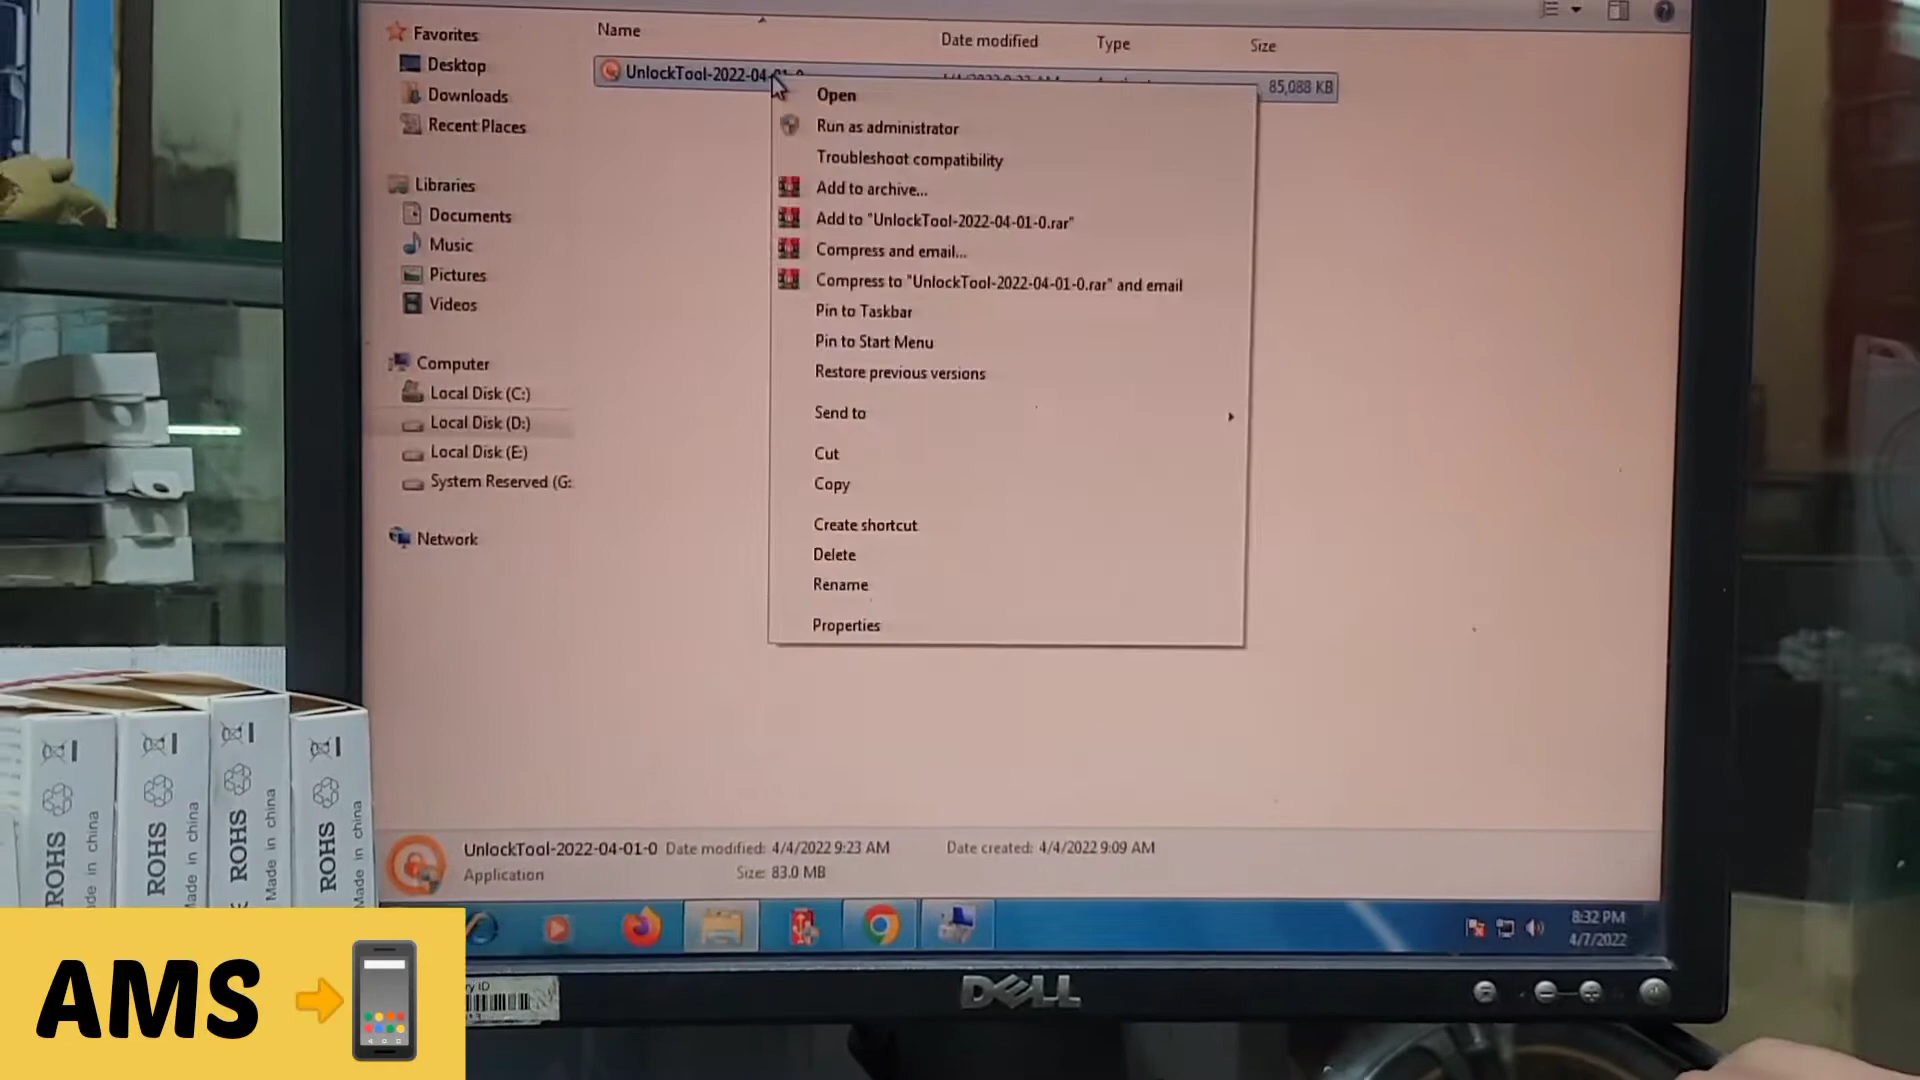 Favorites
Desktop
Downloads
Recent Places
Libraries
Documents
Music
Pictures
Videos
Computer
Local Disk (C:)
Local Disk (D:)
Local Disk (E:)
System Reserved (G:
Network
Name Date modified Type Size
UnlockTool-2022-04-01-0 85,088 KB
Open
Run as administrator
Troubleshoot compatibility
Add to archive...
Add to "UnlockTool-2022-04-01-0.rar"
Compress and email...
Compress to "UnlockTool-2022-04-01-0.rar" and email
Pin to Taskbar
Pin to Start Menu
Restore previous versions
Send to
Cut
Copy
Create shortcut
Delete
Rename
Properties
UnlockTool-2022-04-01-0 Date modified: 4/4/2022 9:23 AM Date created: 4/4/2022 9:09 AM
Application Size: 83.0 MB
8:32 PM
4/7/2022
DELL
ROHS
Made in china
ROHS
Made in china
ROHS
Made in china
ROHS
Made in china
AMS